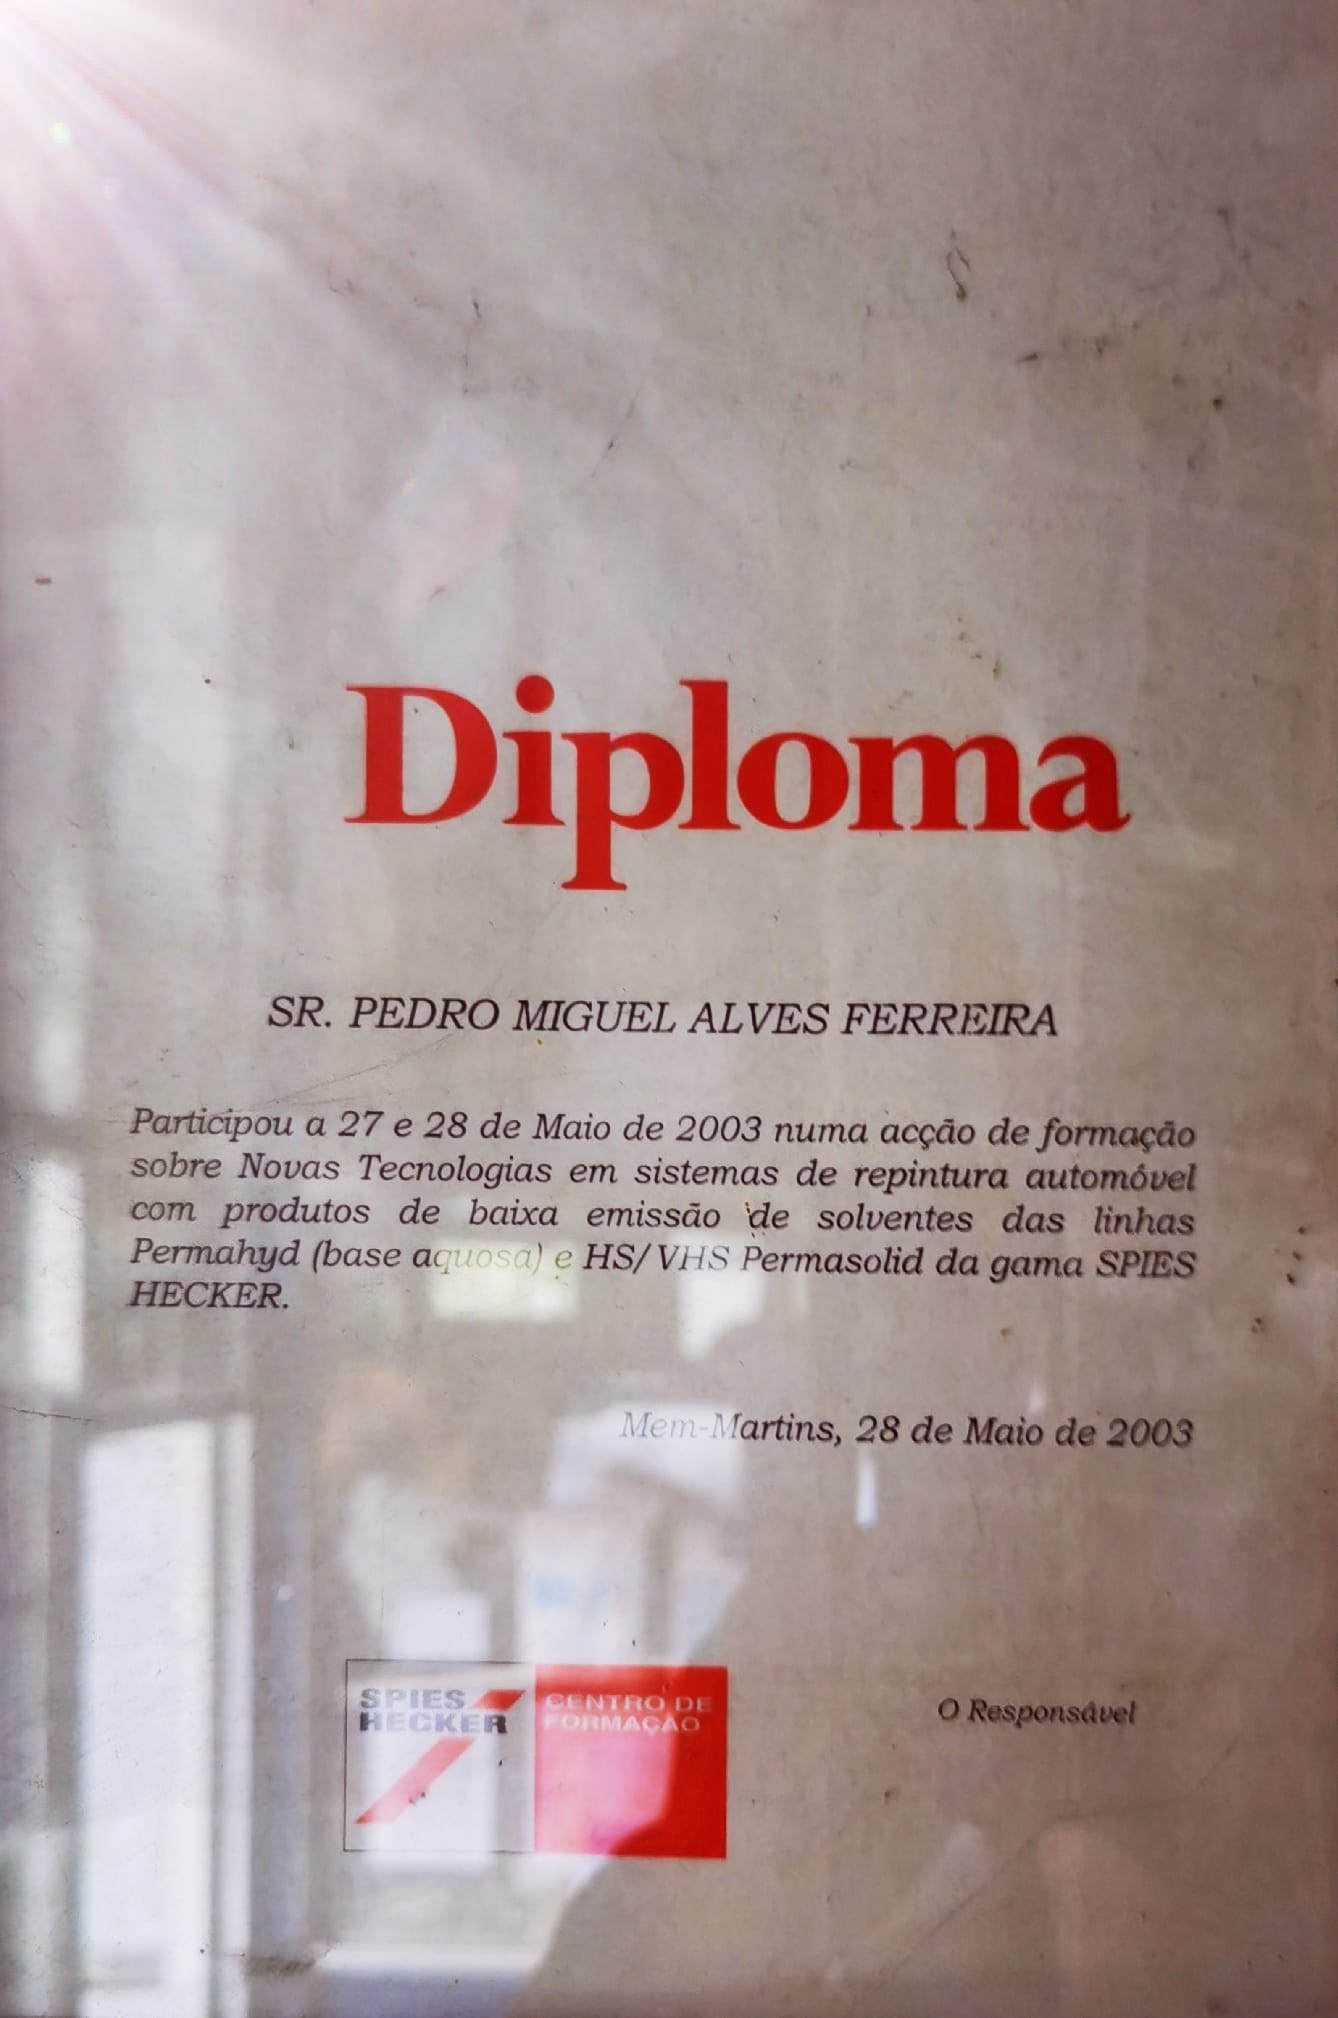 Diploma
SR. PEDRO MIGUEL ALVES FERREIRA
Participou a 27 e 28 de Maio de 2003 numa acção de formação
sobre Novas Tecnologias em sistemas de repintura automóvel
com produtos de baixa emissão de solventes das linhas
Permahyd (base aquosa) e HS/VHS Permasolid da gama SPIES
HECKER.
Mem-Martins, 28 de Maio de 2003
SPIES
HECKER
CENTRO DE
FORMAÇÃO
O Responsável